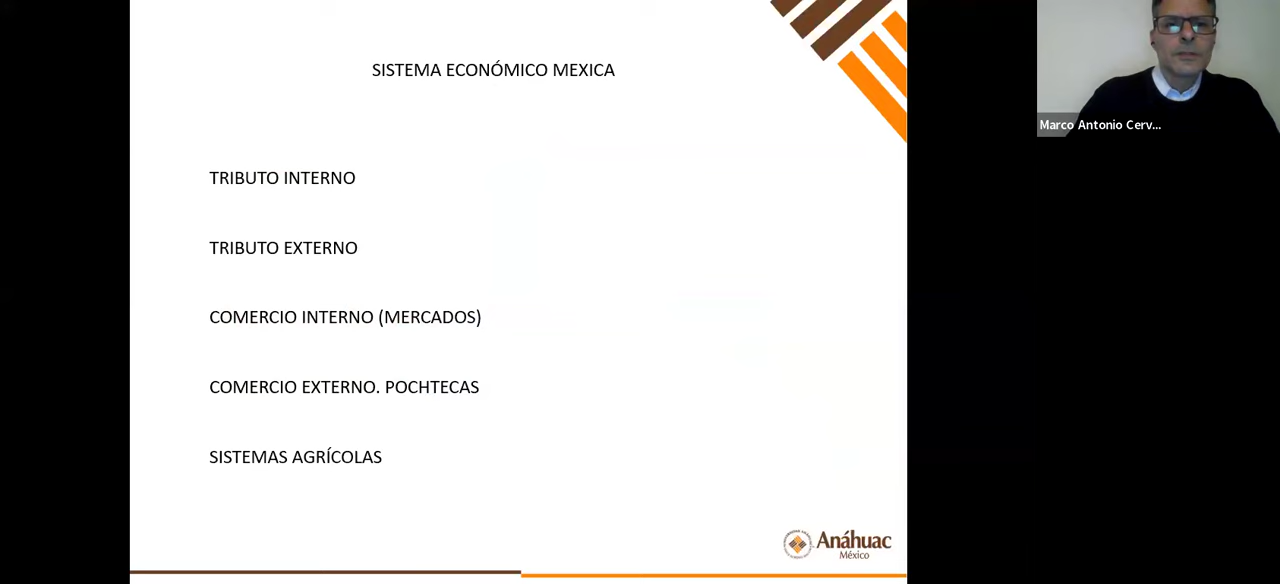 SISTEMA ECONÓMICO MEXICA
Marco Antonio Cerv...
TRIBUTO INTERNO
TRIBUTO EXTERNO
COMERCIO INTERNO (MERCADOS)
COMERCIO EXTERNO. POCHTECAS
SISTEMAS AGRÍCOLAS
Anáhuac
México